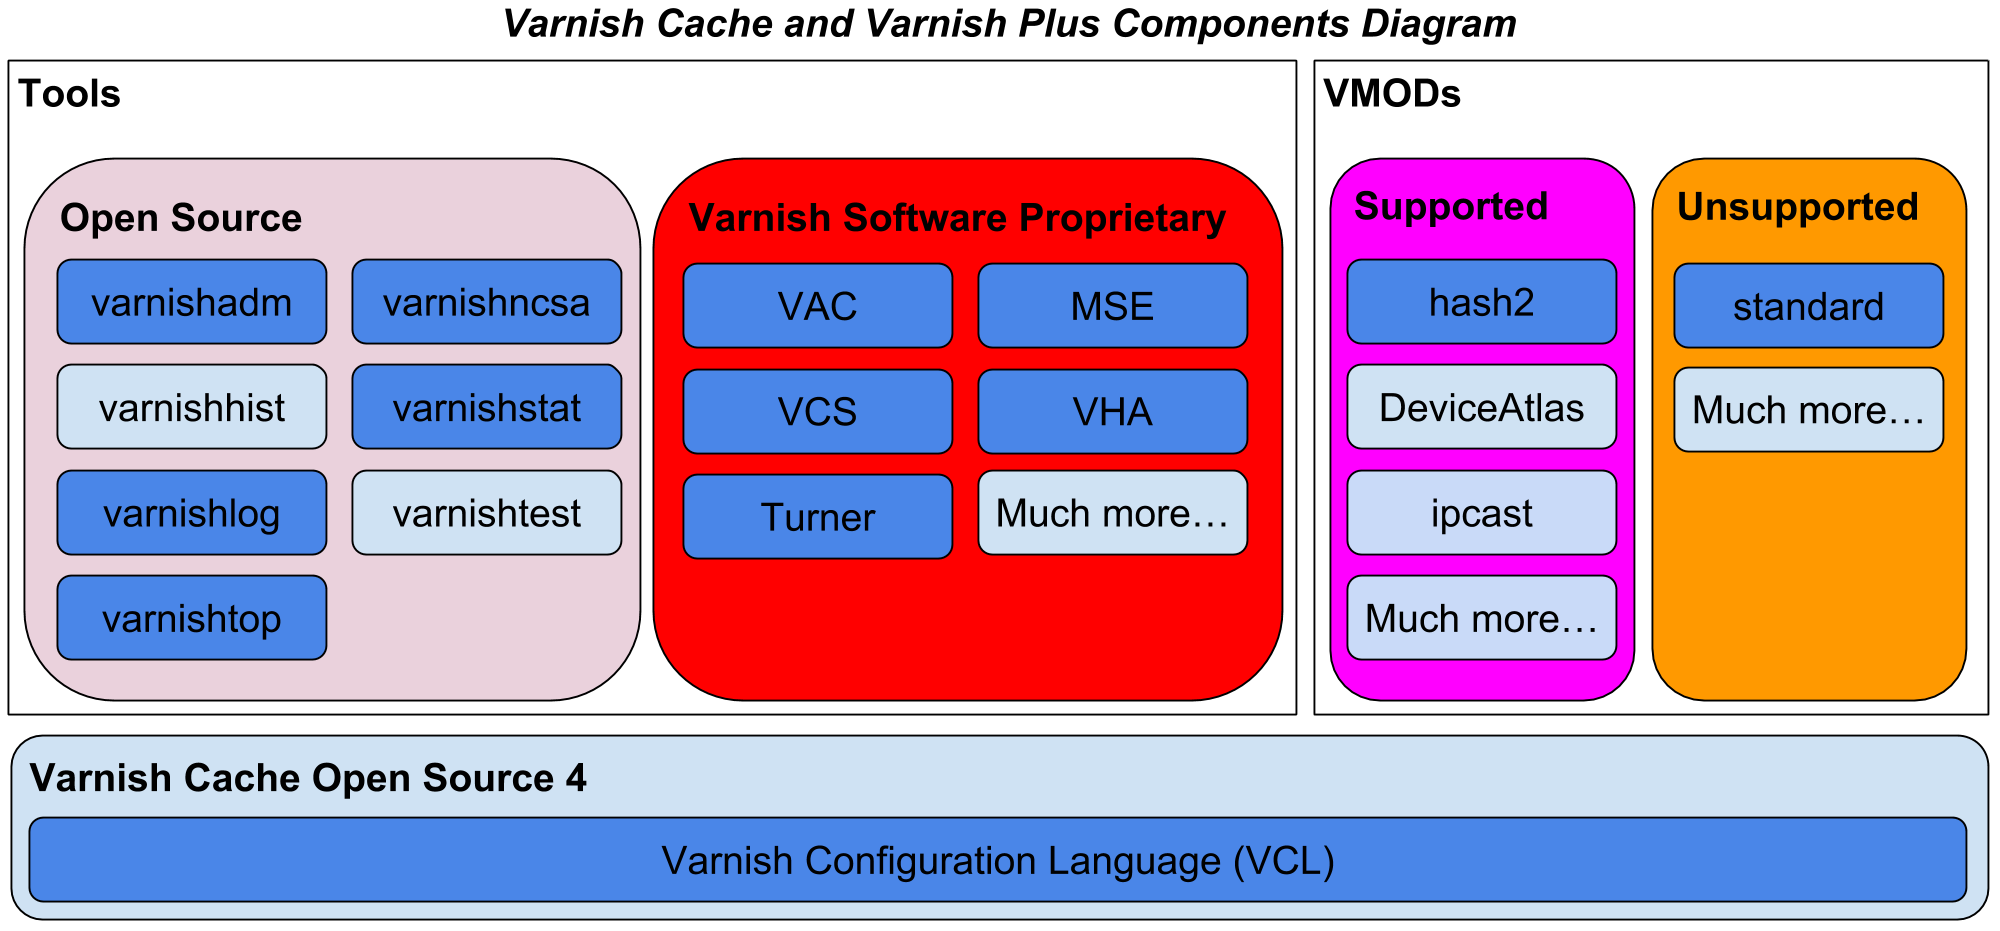 Varnish Cache and Varnish Plus Components Diagram
Tools
Open Source
varnishadm
varnishncsa
varnishhist
varnishstat
varnishlog
varnishtest
varnishtop
Varnish Software Proprietary
VAC
MSE
VCS
VHA
Turner
Much more…
VMODs
Supported
hash2
DeviceAtlas
ipcast
Much more…
Unsupported
standard
Much more…
Varnish Cache Open Source 4
Varnish Configuration Language (VCL)